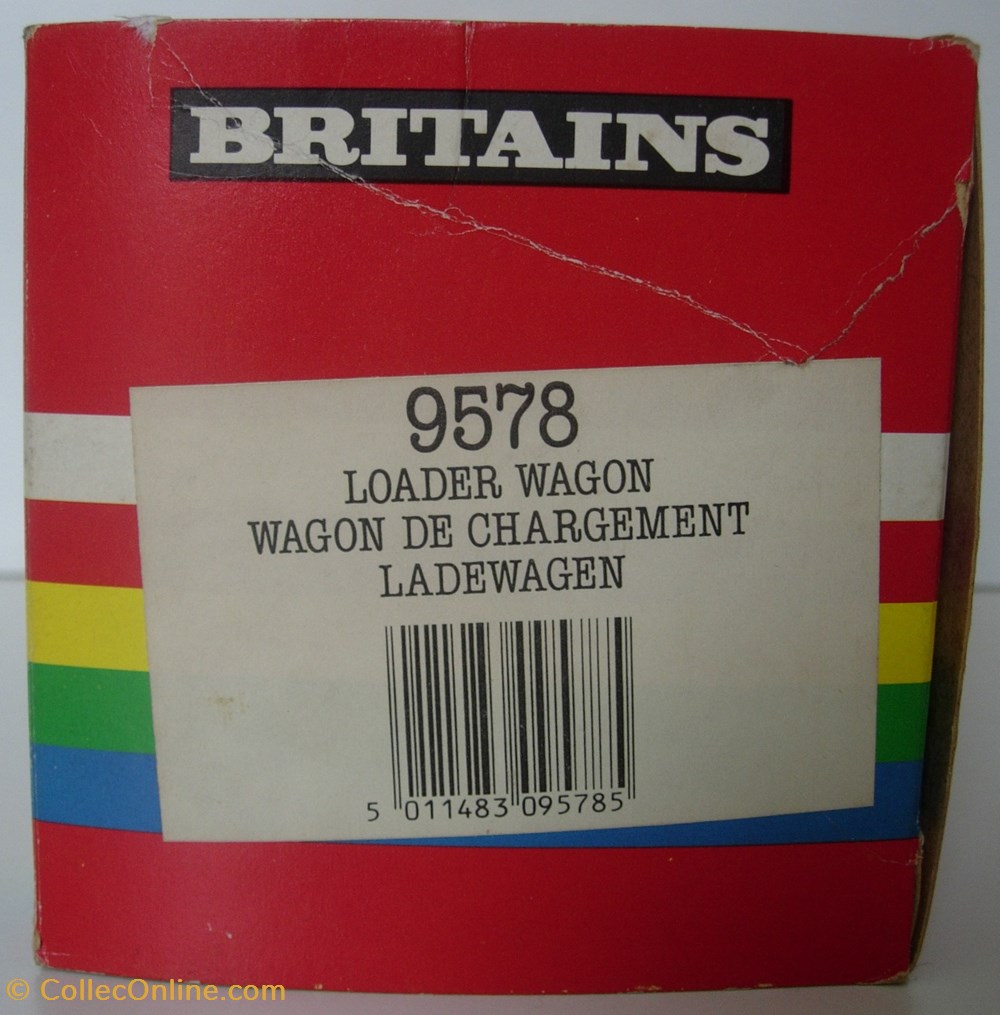 BRITAINS
9578
LOADER WAGON
WAGON DE CHARGEMENT
LADEWAGEN
5 011483 095785
© CollecOnline.com